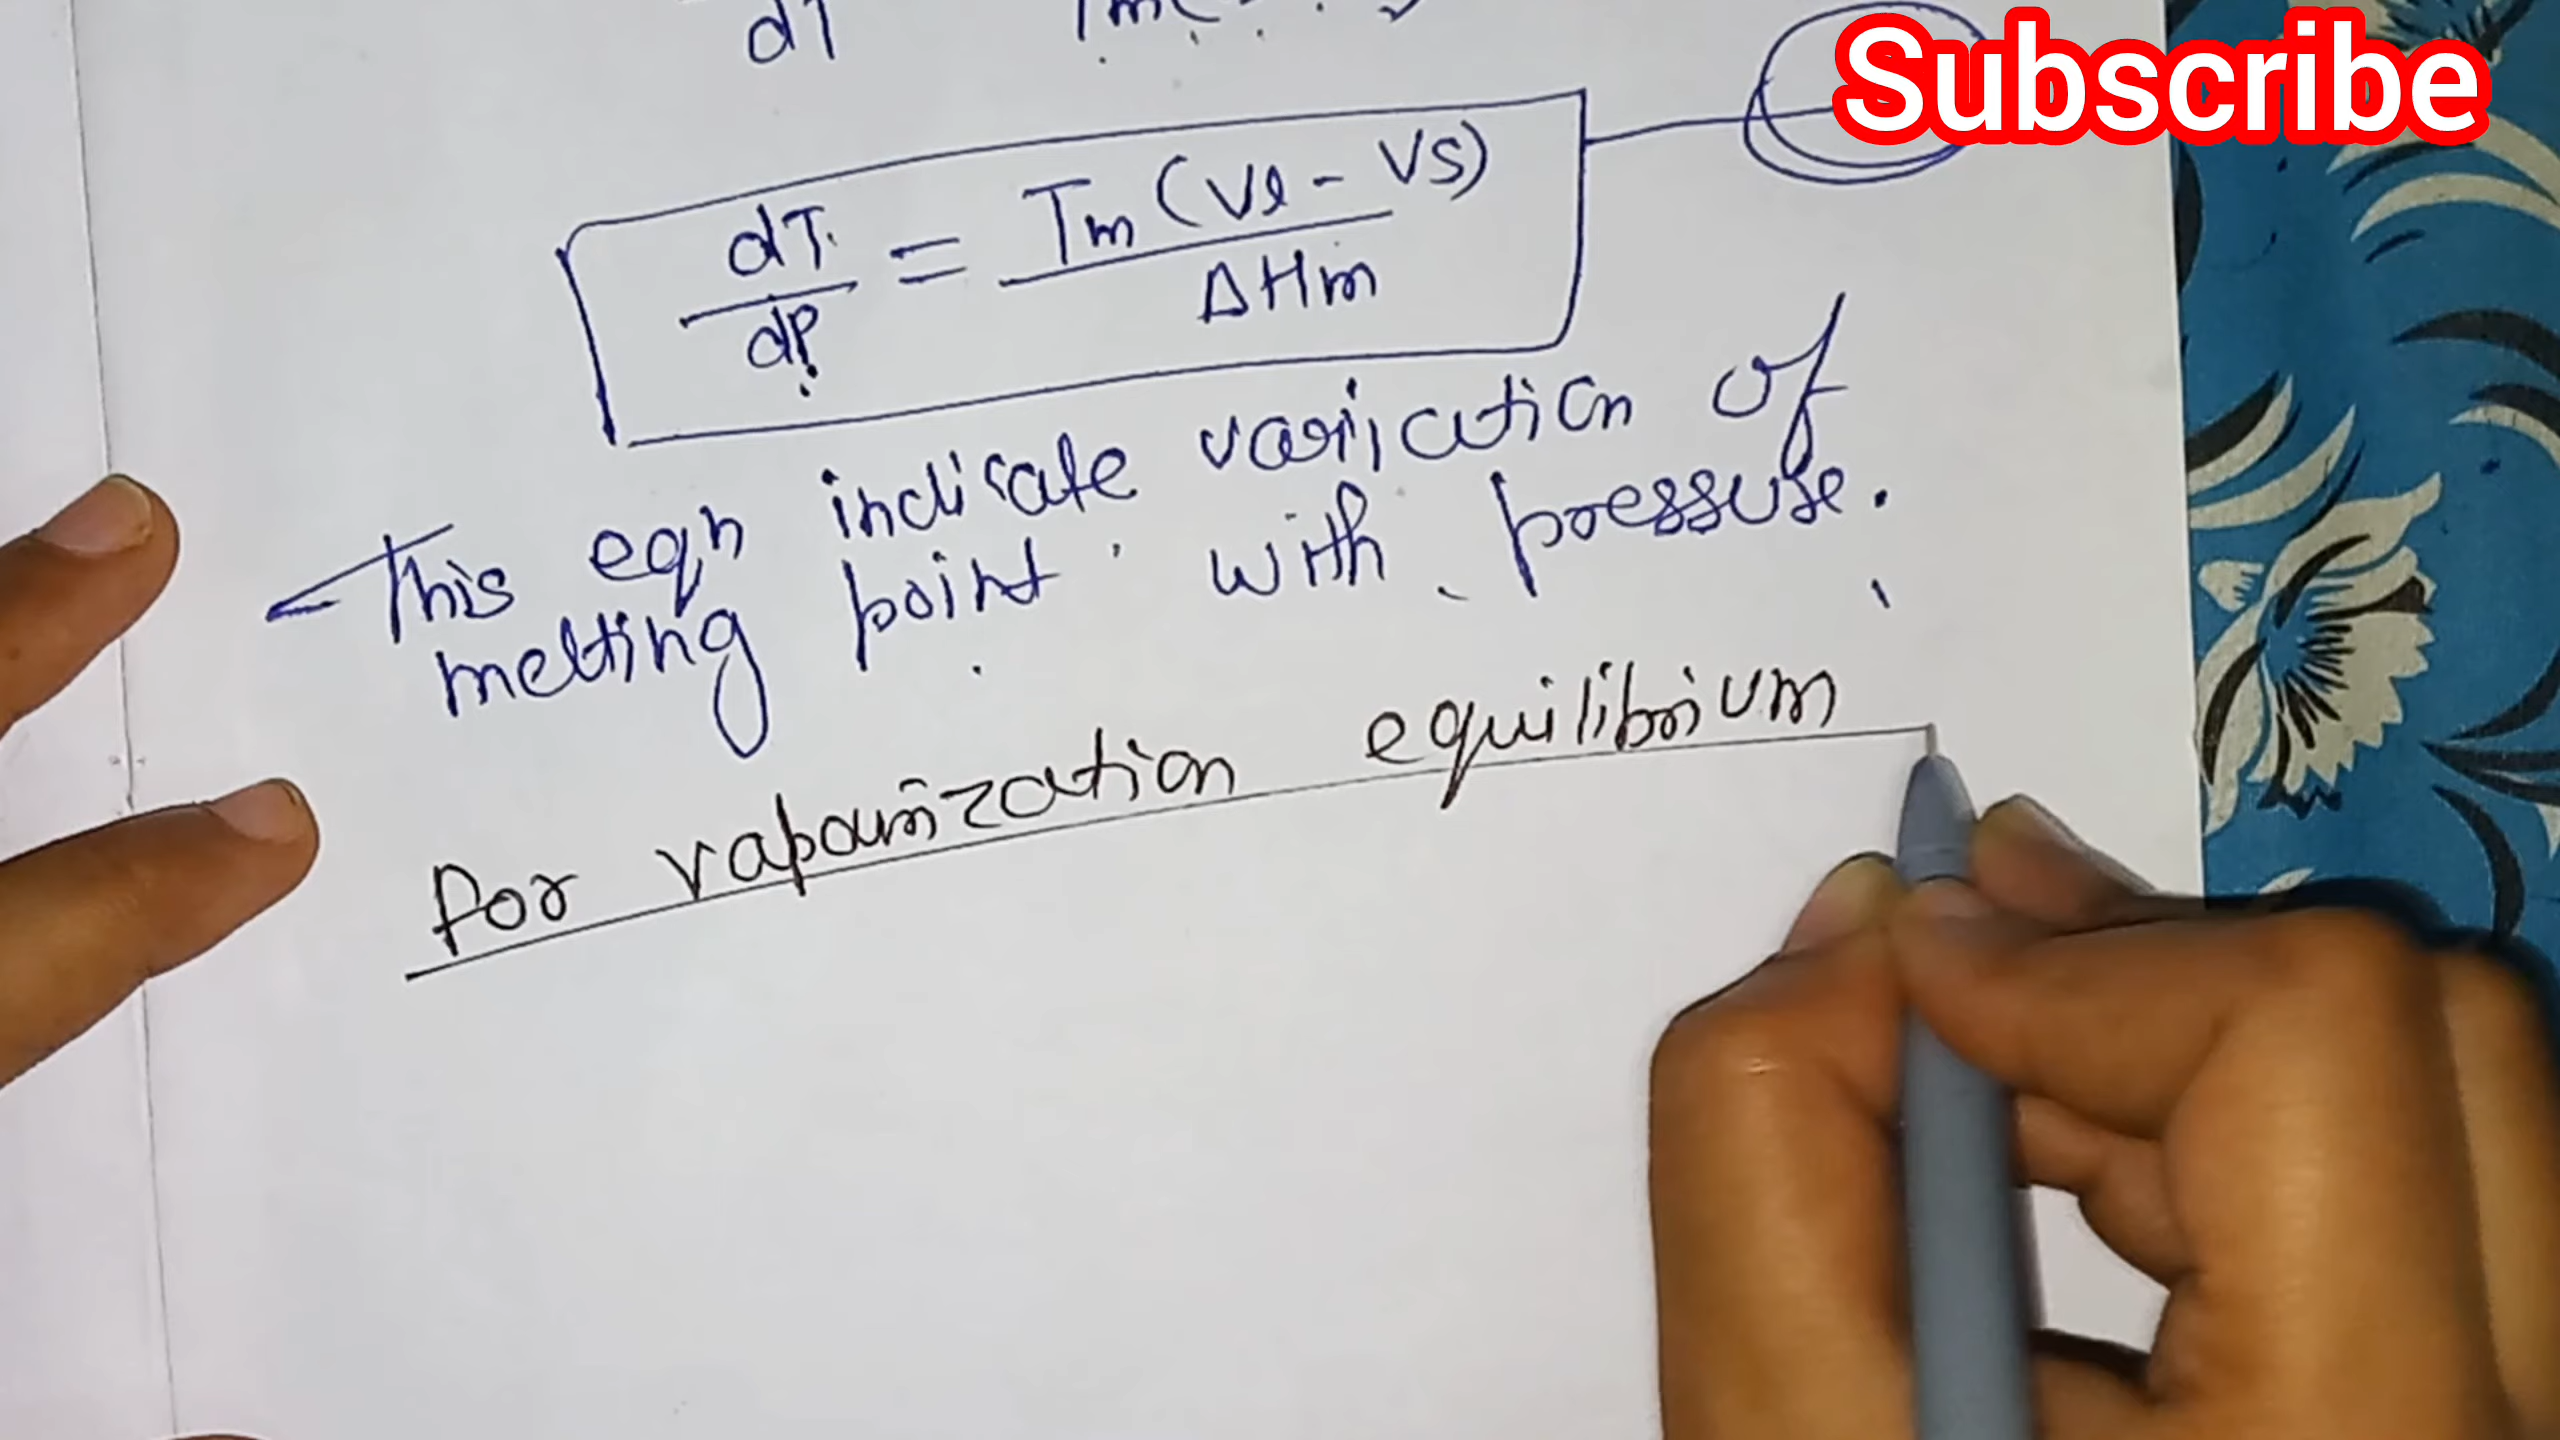 dT
Subscribe
dT/dP = Tm (Vl - Vs)/ΔHm
This eqn indicate variation of
melting point with pressure.
for vapourization equilibrium